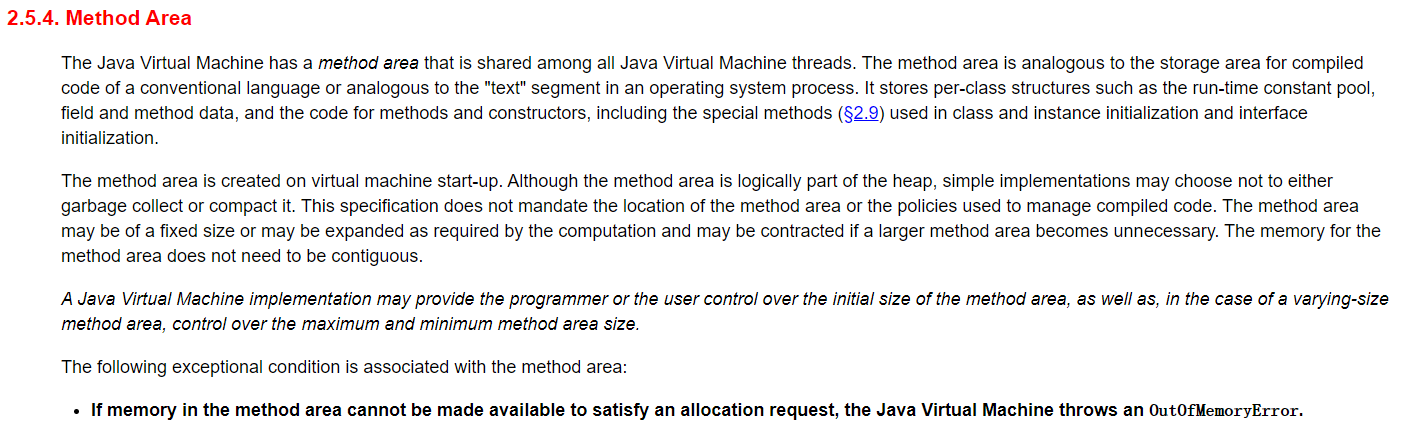 2.5.4. Method Area
The Java Virtual Machine has a method area that is shared among all Java Virtual Machine threads. The method area is analogous to the storage area for compiled
code of a conventional language or analogous to the "text" segment in an operating system process. It stores per-class structures such as the run-time constant pool,
field and method data, and the code for methods and constructors, including the special methods (§2.9) used in class and instance initialization and interface
initialization.
The method area is created on virtual machine start-up. Although the method area is logically part of the heap, simple implementations may choose not to either
garbage collect or compact it. This specification does not mandate the location of the method area or the policies used to manage compiled code. The method area
may be of a fixed size or may be expanded as required by the computation and may be contracted if a larger method area becomes unnecessary. The memory for the
method area does not need to be contiguous.
A Java Virtual Machine implementation may provide the programmer or the user control over the initial size of the method area, as well as, in the case of a varying-size
method area, control over the maximum and minimum method area size.
The following exceptional condition is associated with the method area:
• If memory in the method area cannot be made available to satisfy an allocation request, the Java Virtual Machine throws an OutOfMemoryError.